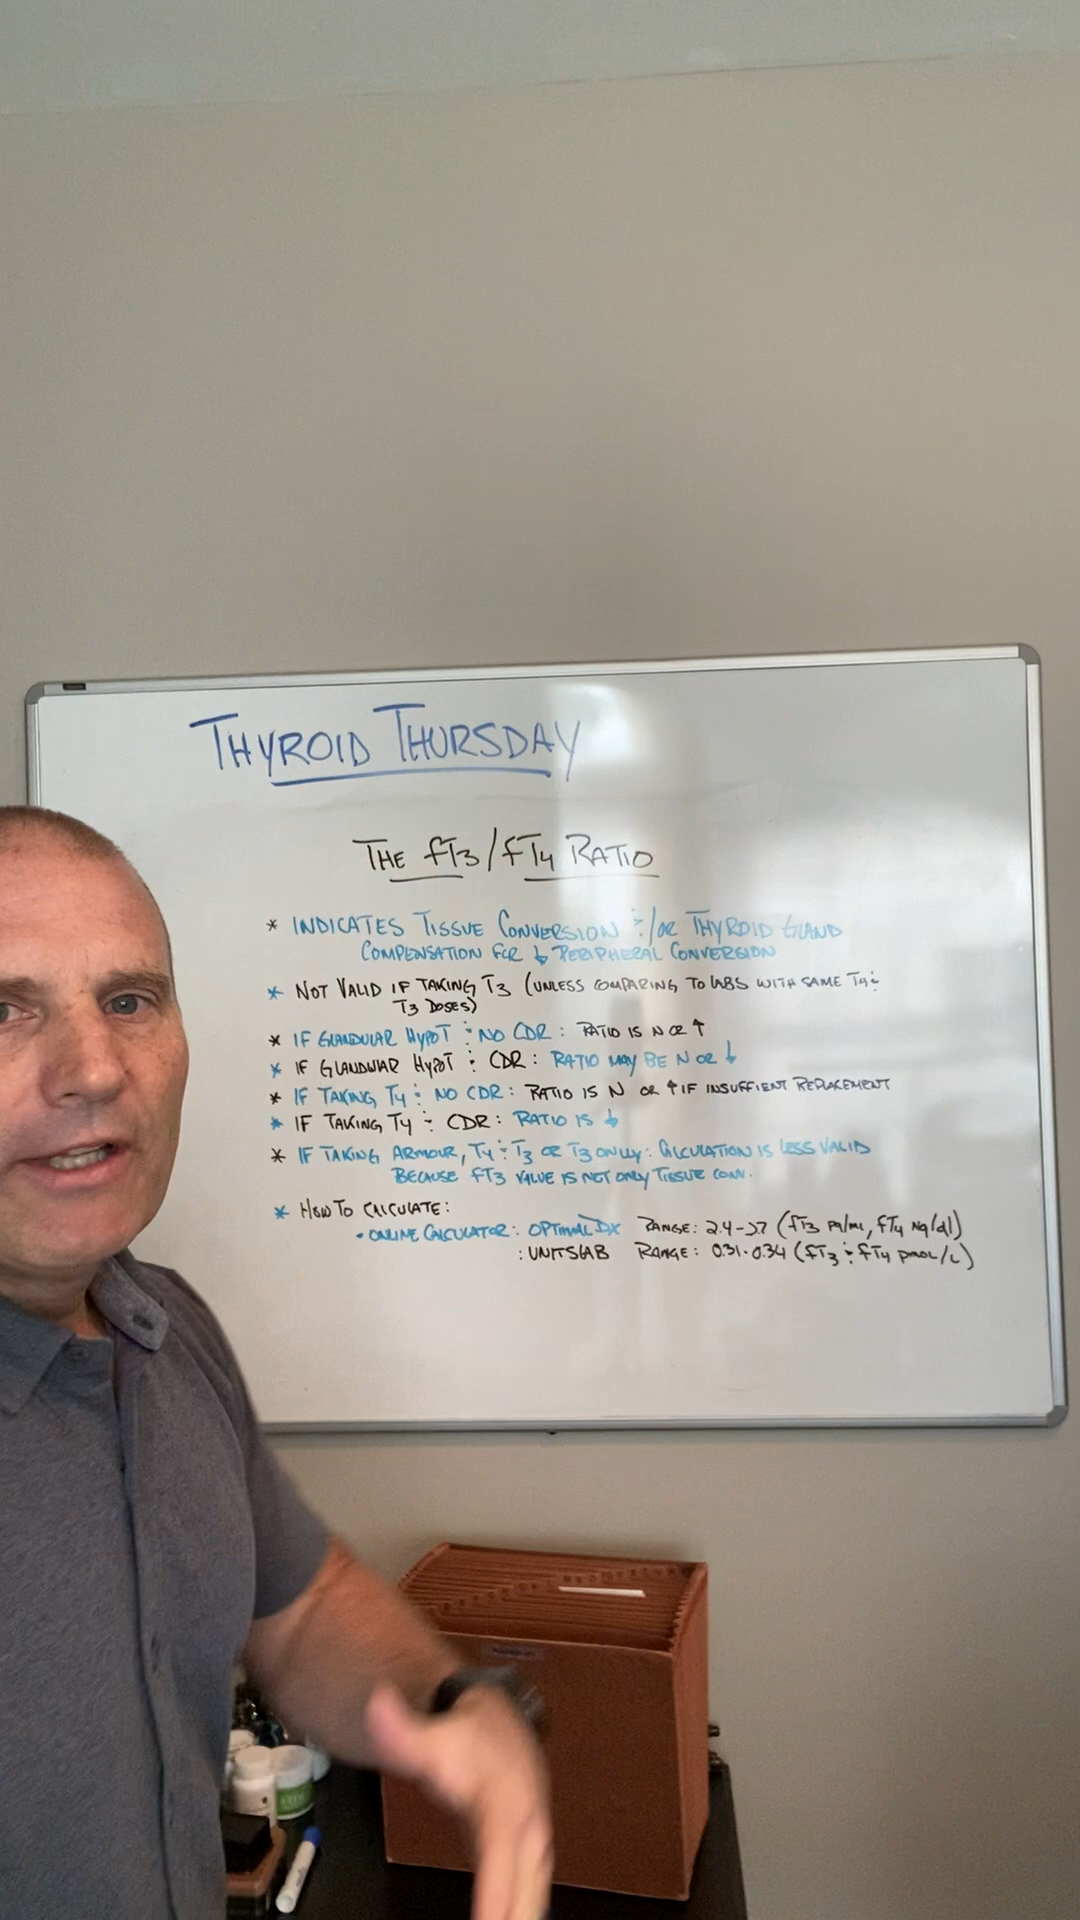 THYROID THURSDAY
THE fT3/fT4 RATIO
* INDICATES TISSUE CONVERSION ÷/OR THYROID GLAND
COMPENSATION FOR ↓ PERIPHERAL CONVERSION
* NOT VALID IF TAKING T3 (UNLESS COMPARING TO LABS WITH SAME T4 ÷
T3 DOSES)
* IF GLANDULAR HYPOT ÷ NO CDR: RATIO IS N OR ↑
* IF GLANDULAR HYPOT ÷ CDR: RATIO MAY BE N OR ↓
* IF TAKING T4 ÷ NO CDR: RATIO IS N OR ↑ IF INSUFFICIENT REPLACEMENT
* IF TAKING T4 ÷ CDR: RATIO IS ↓
* IF TAKING ARMOUR, T4 ÷ T3 OR T3 ONLY: CALCULATION IS LESS VALID
BECAUSE fT3 VALUE IS NOT ONLY TISSUE CONV.
* HOW TO CALCULATE:
• ONLINE CALCULATOR: OPTIMAL DX RANGE: 2.4-2.7 (fT3 pg/ml, fT4 ng/dl)
: UNITSLAB RANGE: 0.31-0.34 (fT3 ÷ fT4 pmol/L)